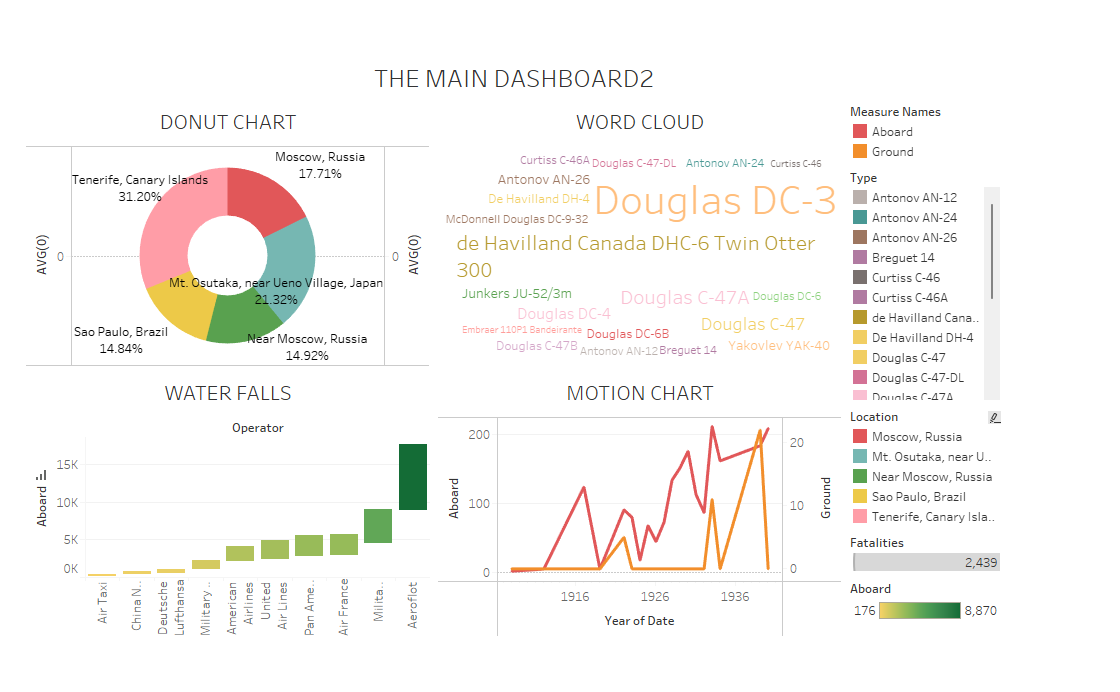 THE MAIN DASHBOARD2
DONUT CHART
Moscow, Russia
17.71%
Tenerife, Canary Islands
31.20%
AVG(0)
0
0
AVG(0)
Mt. Osutaka, near Ueno Village, Japan
21.32%
Sao Paulo, Brazil
14.84%
Near Moscow, Russia
14.92%
WORD CLOUD
Curtiss C-46A
Douglas C-47-DL
Antonov AN-24
Curtiss C-46
Antonov AN-26
De Havilland DH-4
Douglas DC-3
McDonnell Douglas DC-9-32
de Havilland Canada DHC-6 Twin Otter
300
Junkers JU-52/3m
Douglas C-47A
Douglas DC-6
Douglas DC-4
Embraer 110P1 Bandeirante
Douglas DC-6B
Douglas C-47
Douglas C-47B
Antonov AN-12
Breguet 14
Yakovlev YAK-40
WATER FALLS
Operator
Aboard
15K
10K
5K
0K
Air Taxi
China N..
Deutsche
Lufthansa
Military ..
American
Airlines
United
Air Lines
Pan Ame..
Air France
Milita..
Aeroflot
MOTION CHART
Aboard
200
100
0
20
10
0
Ground
1916
1926
1936
Year of Date
Measure Names
Aboard
Ground
Type
Antonov AN-12
Antonov AN-24
Antonov AN-26
Breguet 14
Curtiss C-46
Curtiss C-46A
de Havilland Cana..
De Havilland DH-4
Douglas C-47
Douglas C-47-DL
Douglas C-47A
Location
Moscow, Russia
Mt. Osutaka, near U..
Near Moscow, Russia
Sao Paulo, Brazil
Tenerife, Canary Isla..
Fatalities
2,439
Aboard
176
8,870